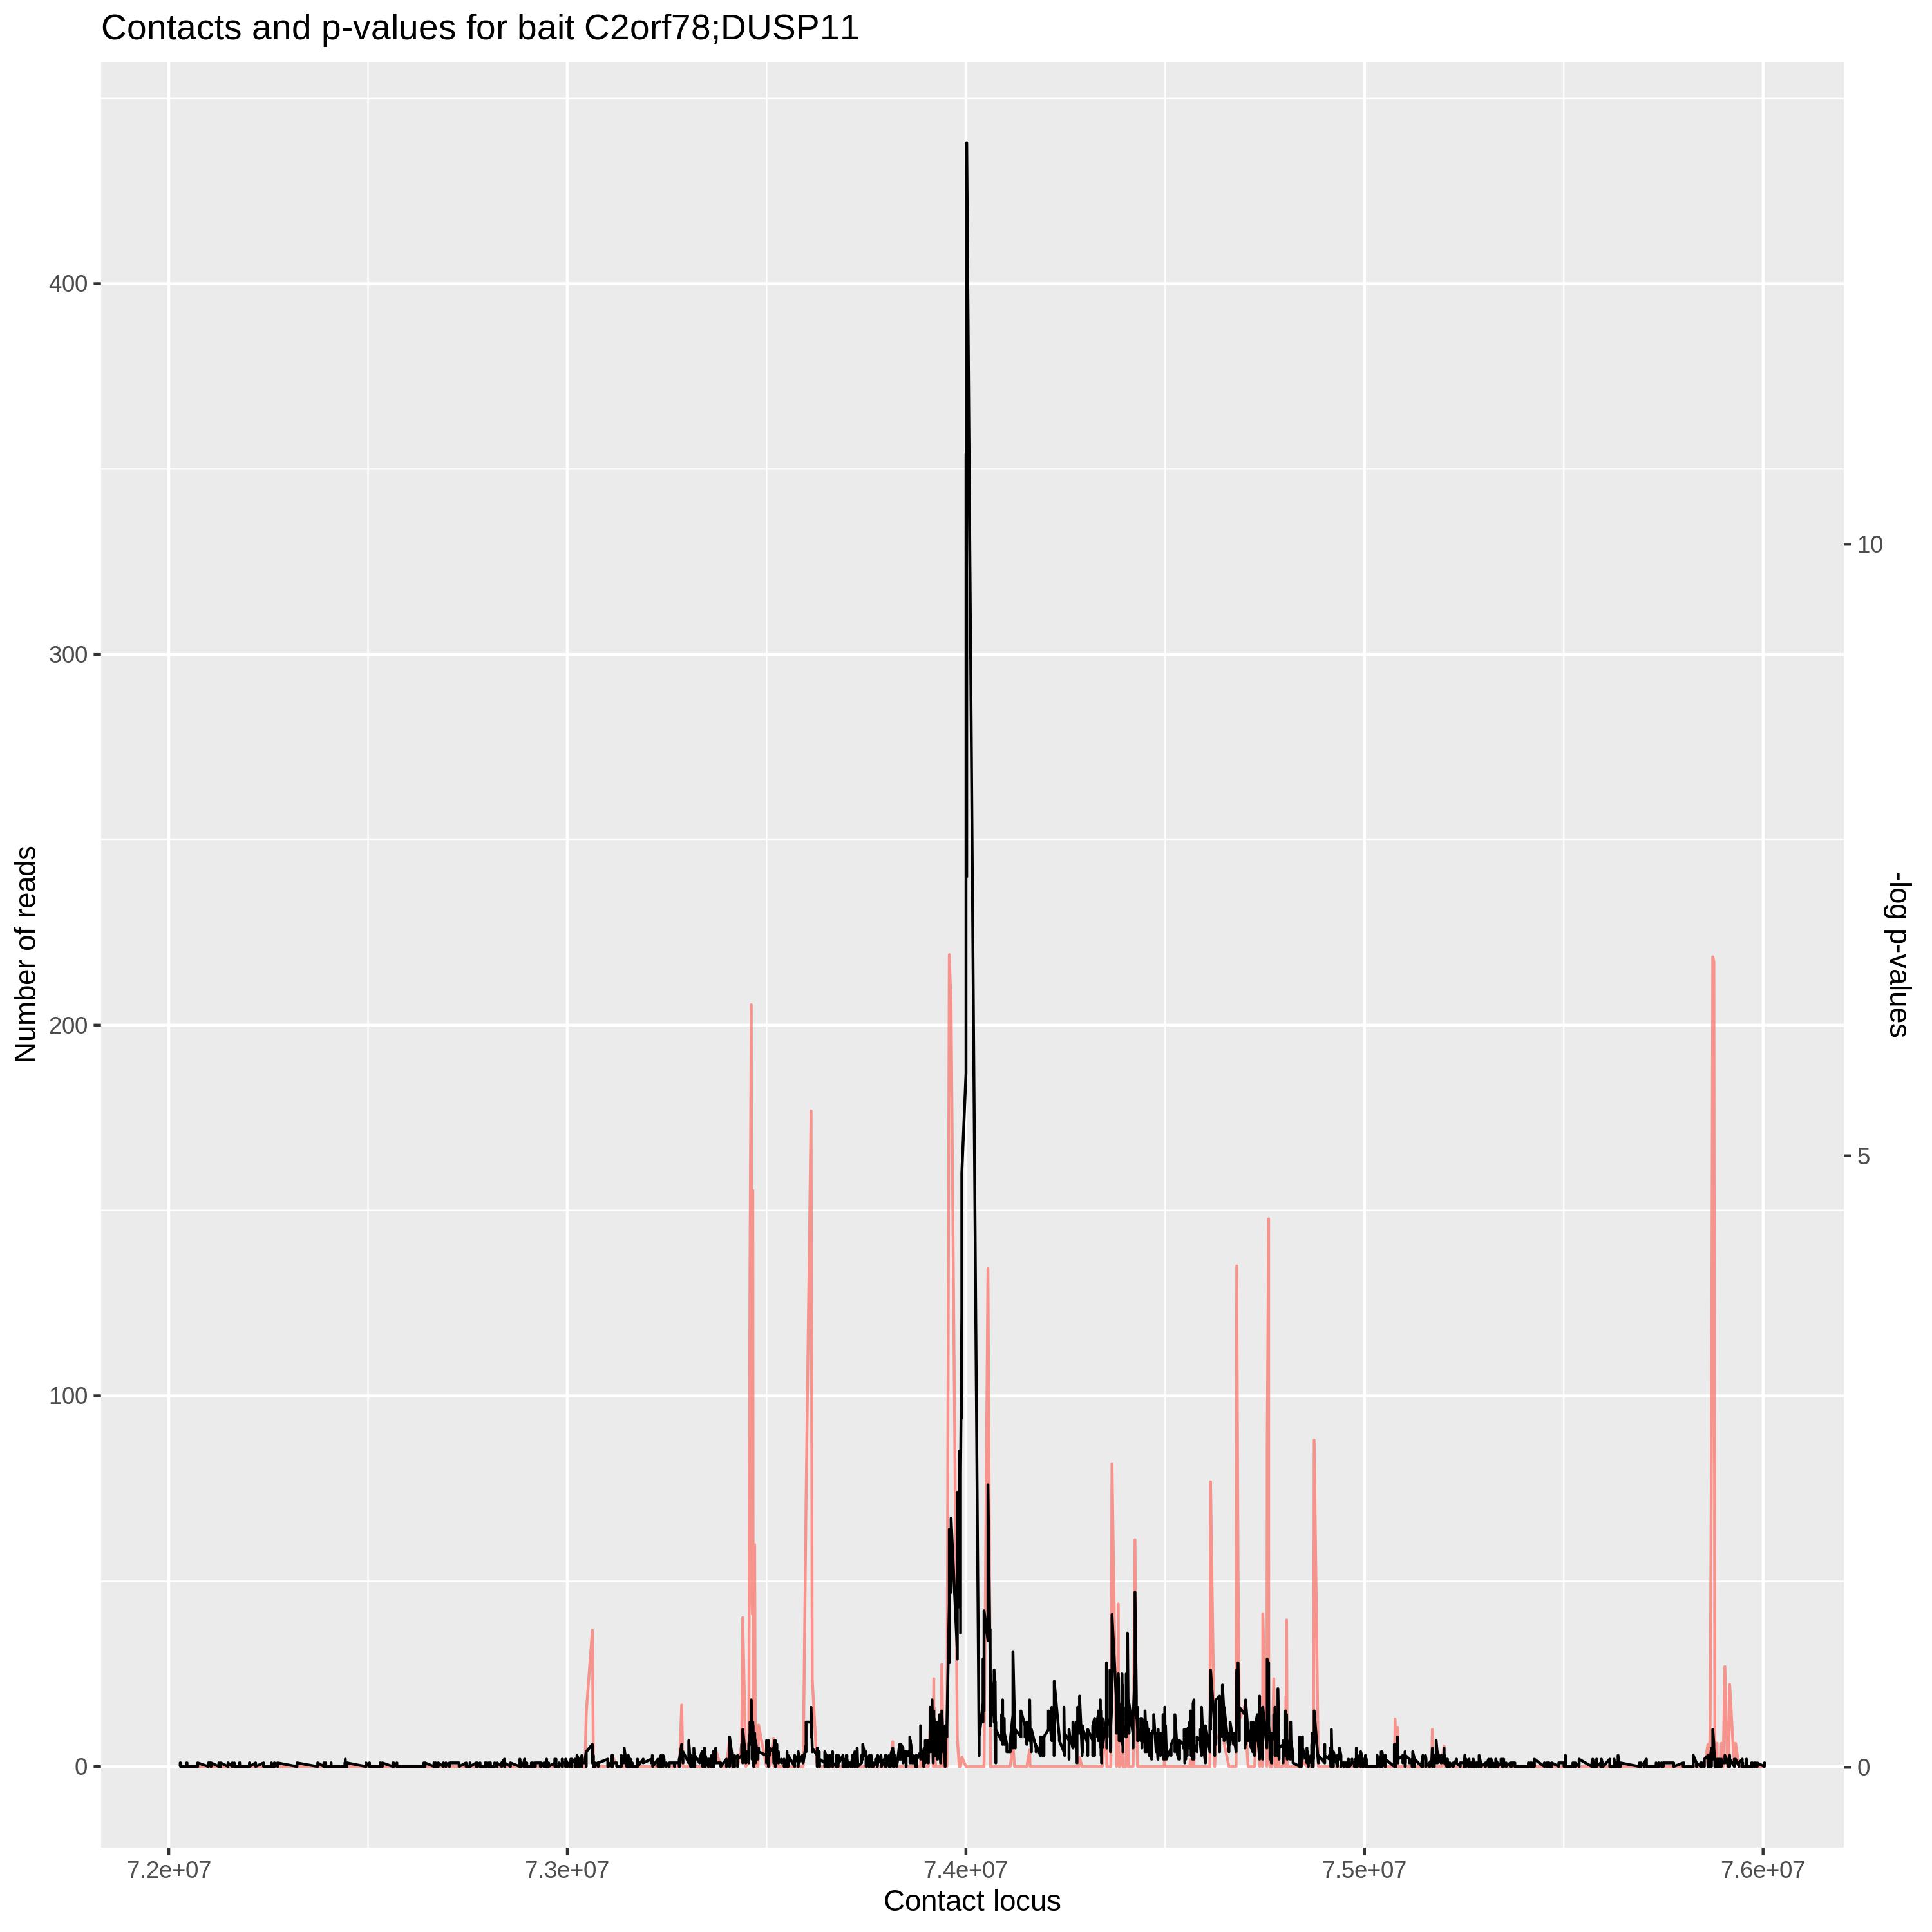 Contacts and p-values for bait C2orf78;DUSP11
400
300
200
100
0
Number of reads
10
5
0
-log p-values
7.2e+07
7.3e+07
7.4e+07
7.5e+07
7.6e+07
Contact locus